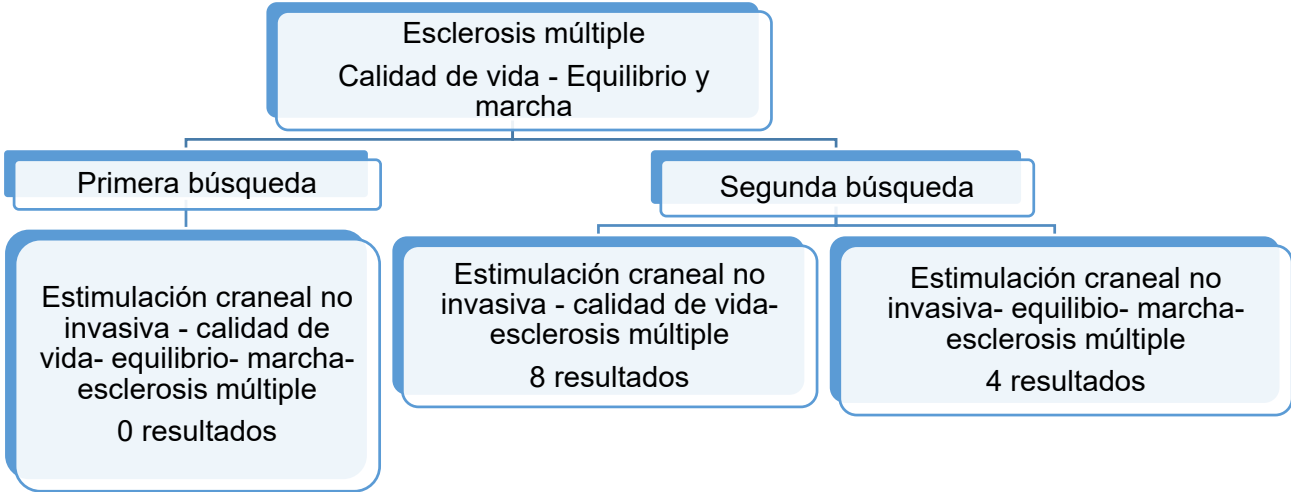 Esclerosis múltiple
Calidad de vida - Equilibrio y
marcha
Primera búsqueda
Segunda búsqueda
Estimulación craneal no
invasiva - calidad de
vida- equilibrio- marcha-
esclerosis múltiple
0 resultados
Estimulación craneal no
invasiva - calidad de vida-
esclerosis múltiple
8 resultados
Estimulación craneal no
invasiva- equilibio- marcha-
esclerosis múltiple
4 resultados